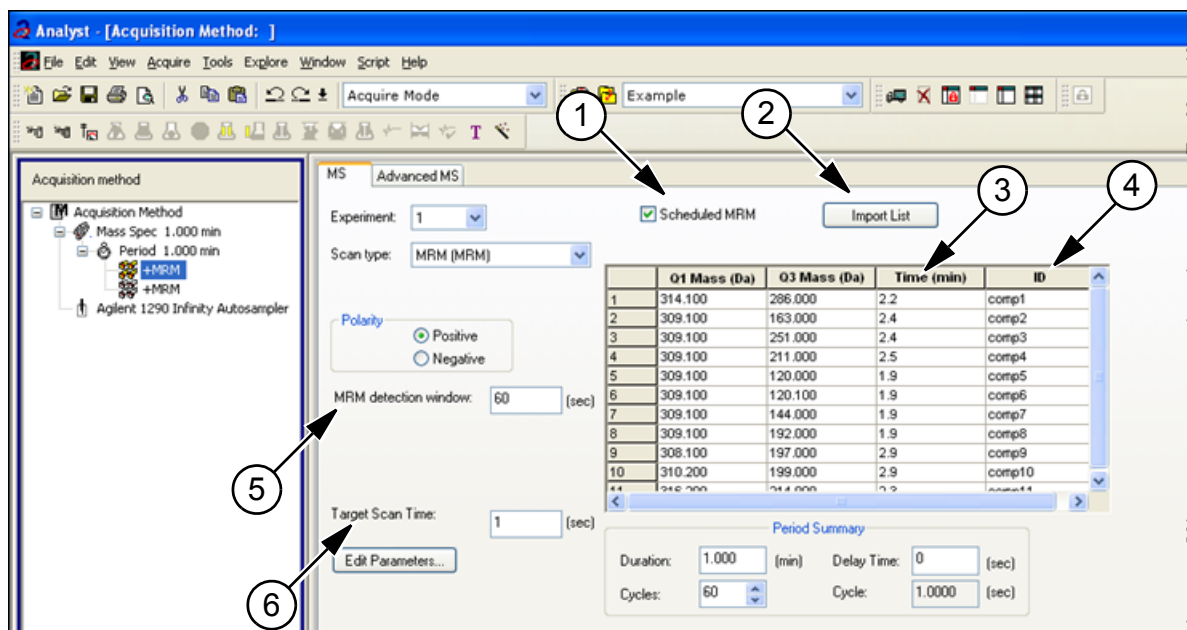 Analyst - [Acquisition Method: ]
File Edit View Acquire Tools Explore Window Script Help
Acquire Mode Example
T
1
2
3
4
5
6
Acquisition method
Acquisition Method
Mass Spec 1.000 min
Period 1.000 min
+MRM
+MRM
Agilent 1290 Infinity Autosampler
MS Advanced MS
Experiment: 1
Scheduled MRM
Import List
Scan type: MRM (MRM)
Polarity
Positive
Negative
MRM detection window: 60 (sec)
Target Scan Time: 1 (sec)
Edit Parameters...
Q1 Mass (Da) Q3 Mass (Da) Time (min) ID
1 314.100 286.000 2.2 comp1
2 309.100 163.000 2.4 comp2
3 309.100 251.000 2.4 comp3
4 309.100 211.000 2.5 comp4
5 309.100 120.000 1.9 comp5
6 309.100 120.100 1.9 comp6
7 309.100 144.000 1.9 comp7
8 309.100 192.000 1.9 comp8
9 308.100 197.000 2.9 comp9
10 310.200 199.000 2.9 comp10
11 316.200 214.000 2.3 comp11
Period Summary
Duration: 1.000 (min) Delay Time: 0 (sec)
Cycles: 60 Cycle: 1.0000 (sec)